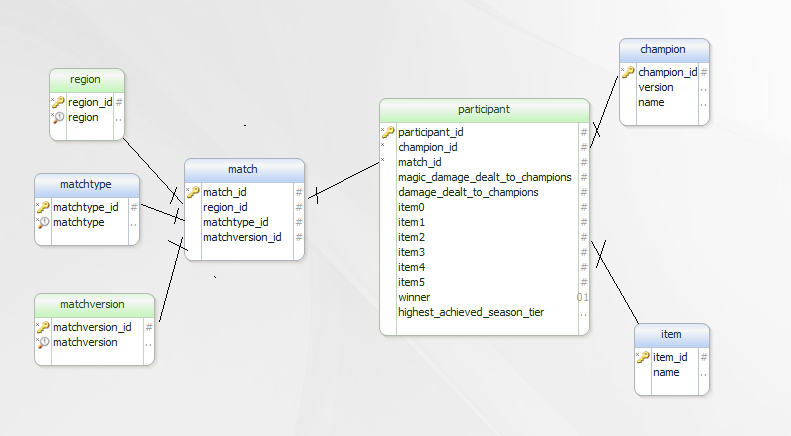 region
region_id #
region ..
matchtype
matchtype_id #
matchtype ..
matchversion
matchversion_id #
matchversion ..
match
match_id #
region_id #
matchtype_id #
matchversion_id #
participant
participant_id #
champion_id #
match_id #
magic_damage_dealt_to_champions #
damage_dealt_to_champions #
item0 #
item1 #
item2 #
item3 #
item4 #
item5 #
winner 01
highest_achieved_season_tier ..
champion
champion_id #
version ..
name ..
item
item_id #
name ..